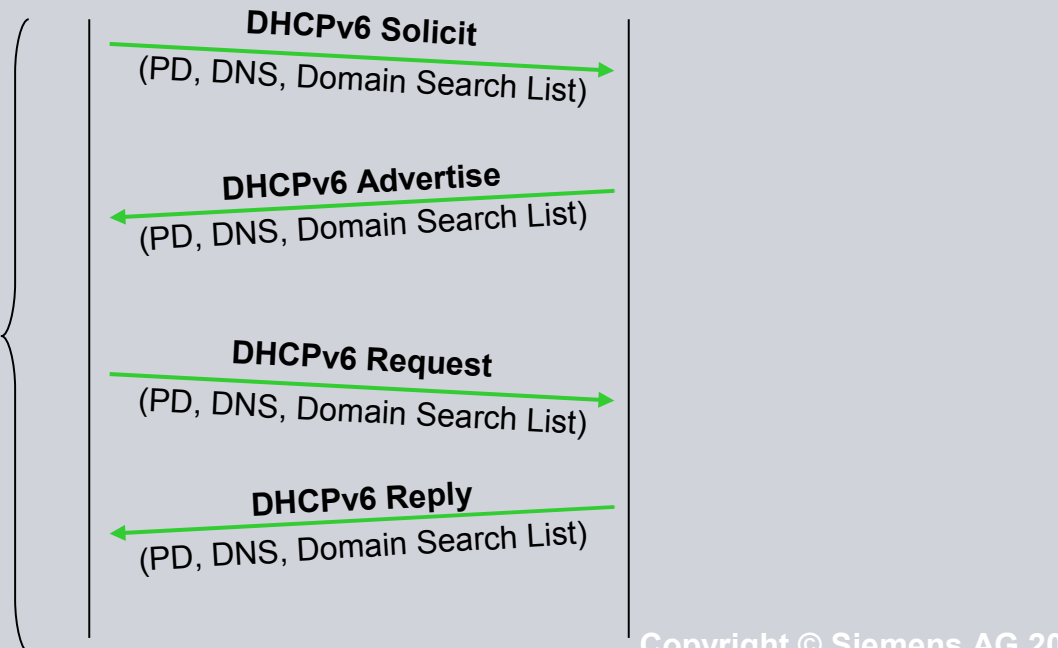 DHCPv6 Solicit
(PD, DNS, Domain Search List)
DHCPv6 Advertise
(PD, DNS, Domain Search List)
DHCPv6 Request
(PD, DNS, Domain Search List)
DHCPv6 Reply
(PD, DNS, Domain Search List)
Copyright © Siemens AG